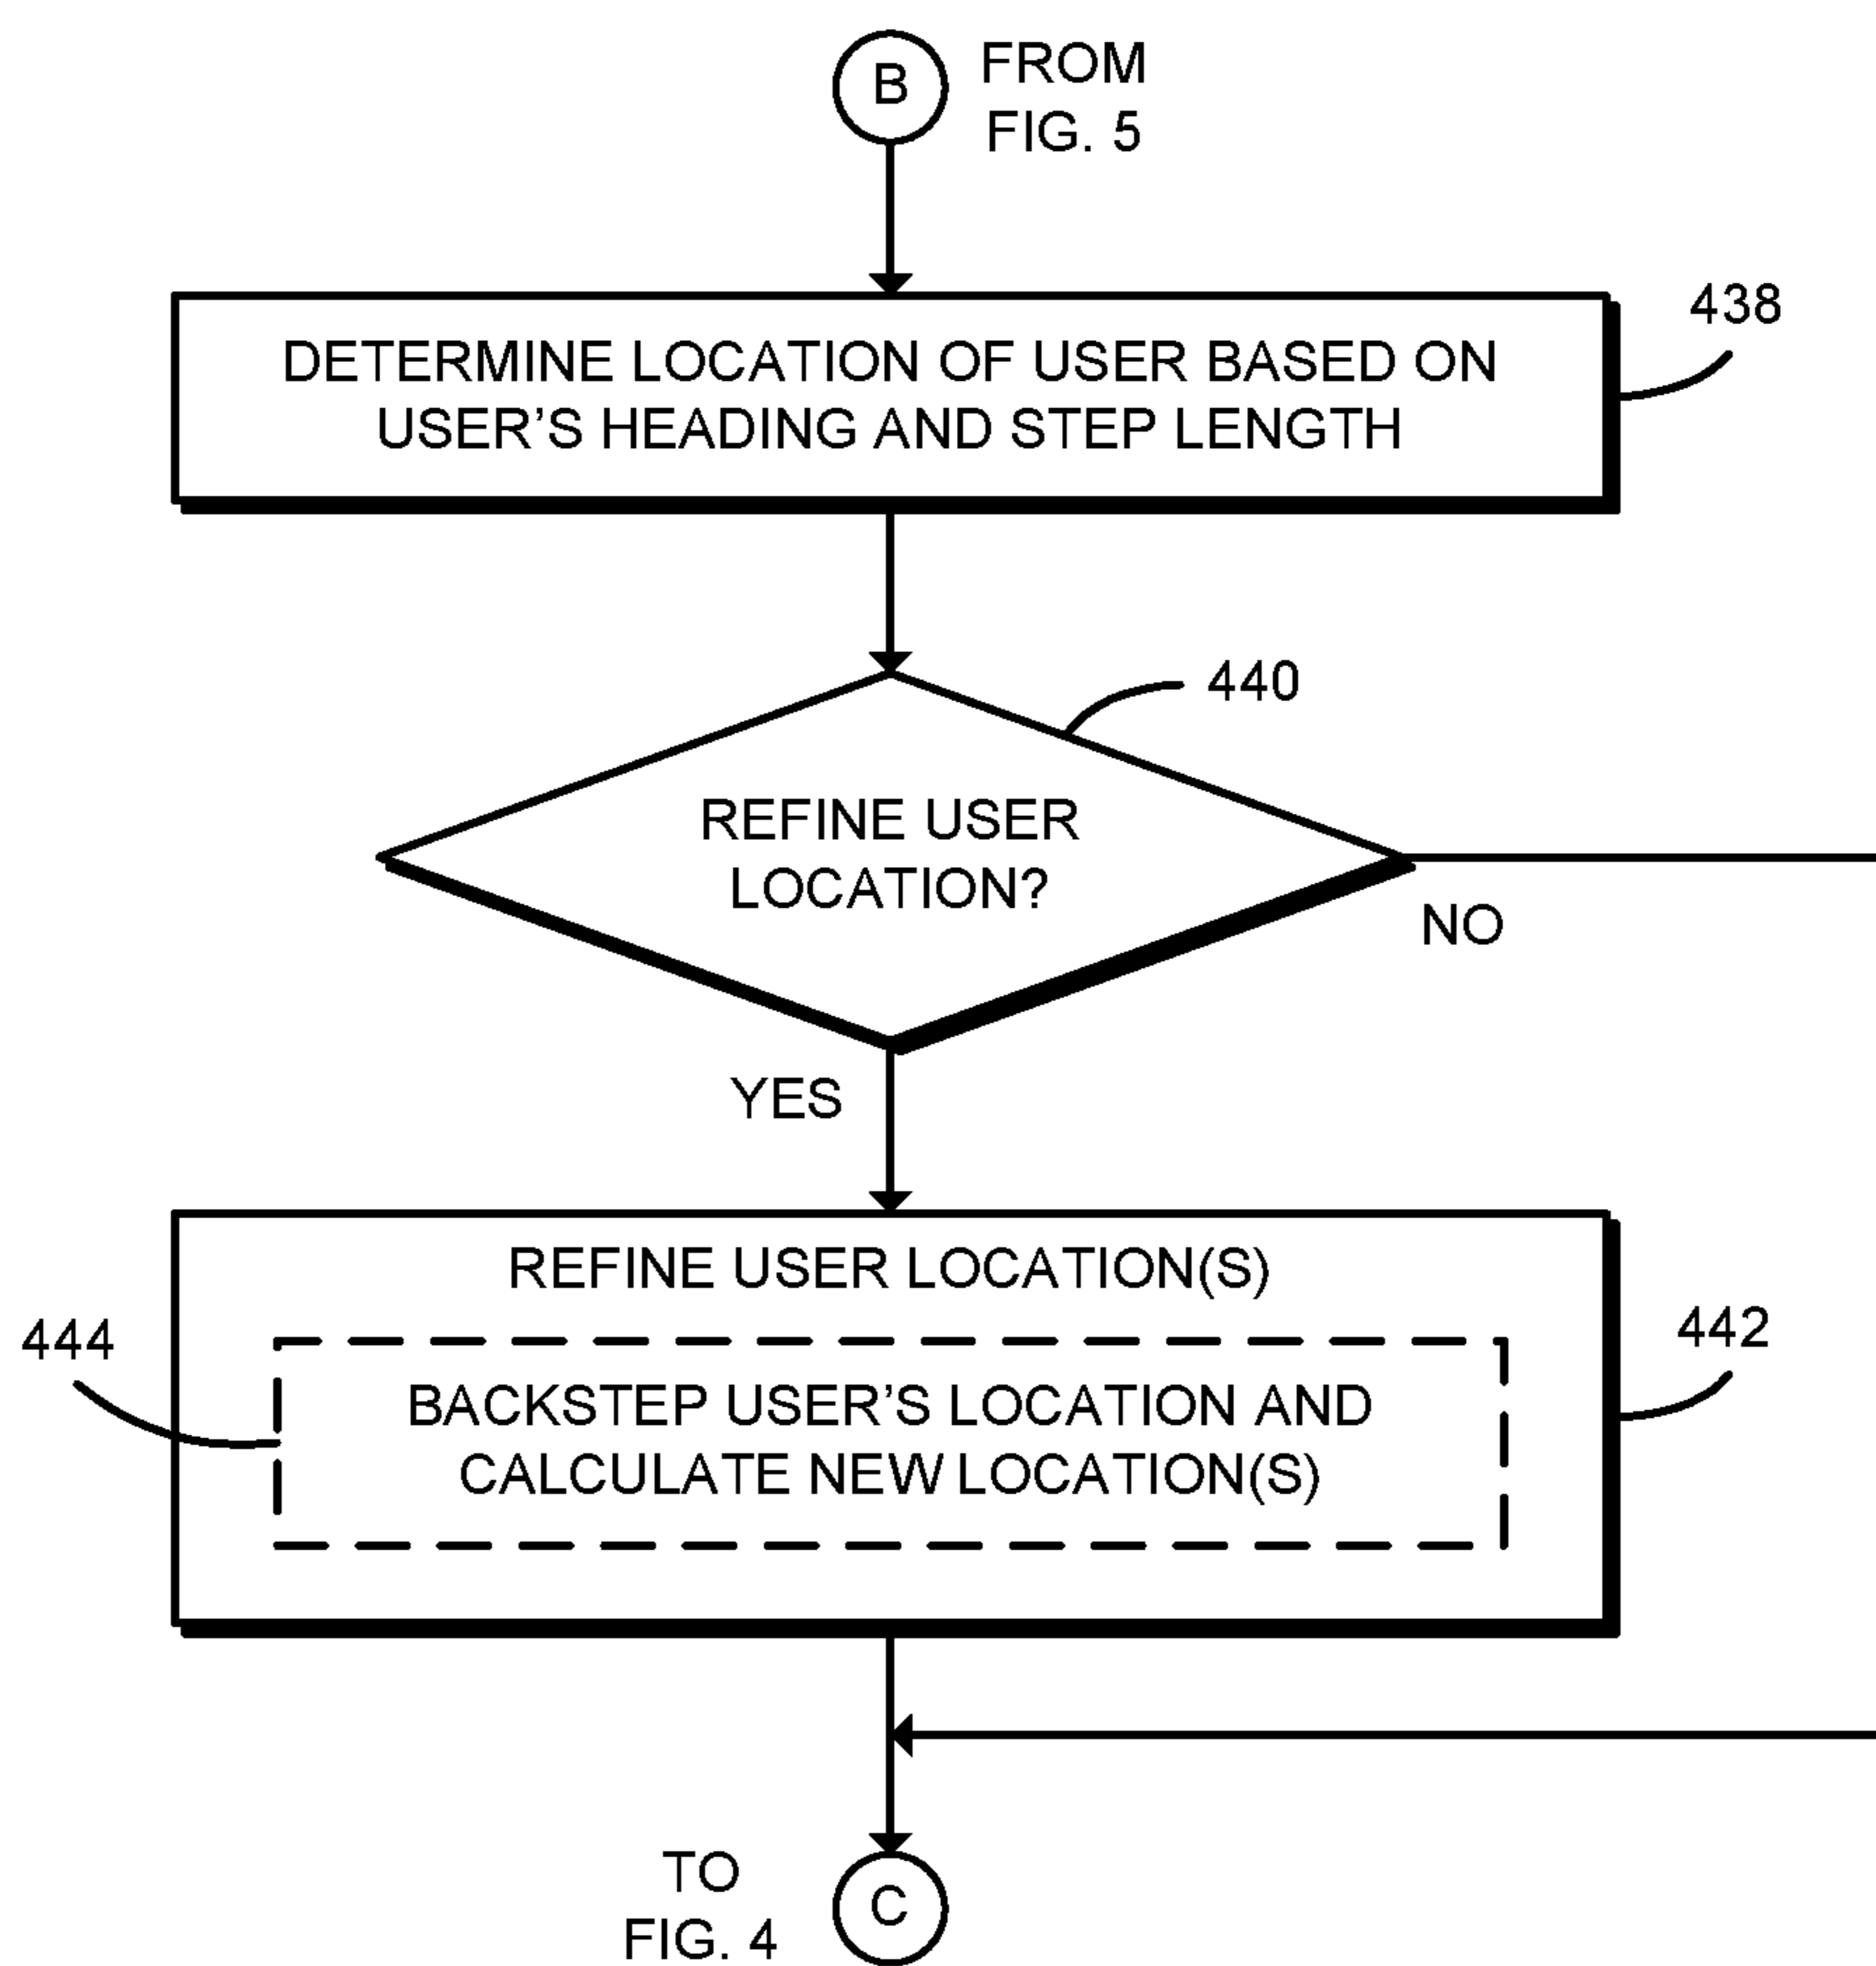 B
FROM
FIG. 5
438
DETERMINE LOCATION OF USER BASED ON
USER’S HEADING AND STEP LENGTH
440
REFINE USER
LOCATION?
NO
YES
REFINE USER LOCATION(S)
444
442
BACKSTEP USER’S LOCATION AND
CALCULATE NEW LOCATION(S)
TO
FIG. 4
C